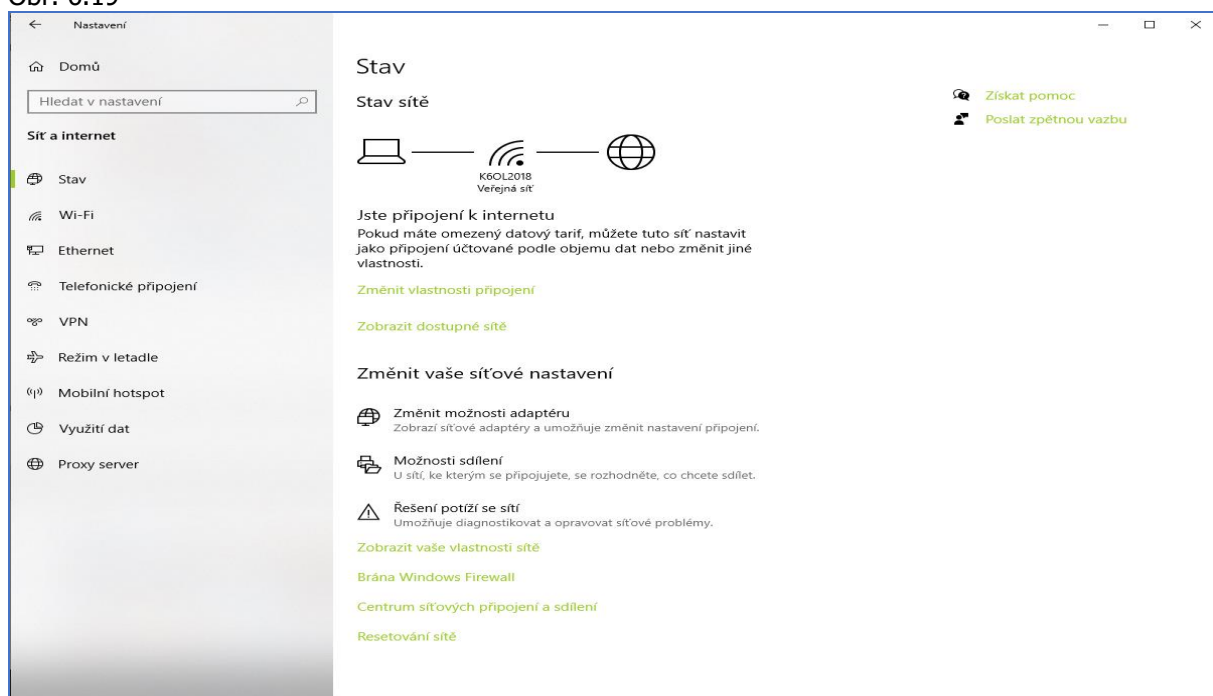 Obr. 6.19
Nastavení
Domů
Hledat v nastavení
Síť a internet
Stav
Wi-Fi
Ethernet
Telefonické připojení
VPN
Režim v letadle
Mobilní hotspot
Využití dat
Proxy server
Stav
Stav sítě
K6OL2018
Veřejná síť
Jste připojení k internetu
Pokud máte omezený datový tarif, můžete tuto síť nastavit
jako připojení účtované podle objemu dat nebo změnit jiné
vlastnosti.
Změnit vlastnosti připojení
Zobrazit dostupné sítě
Změnit vaše síťové nastavení
Změnit možnosti adaptéru
Zobrazí síťové adaptéry a umožňuje změnit nastavení připojení.
Možnosti sdílení
U sítí, ke kterým se připojujete, se rozhodněte, co chcete sdílet.
Řešení potíží se sítí
Umožňuje diagnostikovat a opravovat síťové problémy.
Zobrazit vaše vlastnosti sítě
Brána Windows Firewall
Centrum síťových připojení a sdílení
Resetování sítě
Získat pomoc
Poslat zpětnou vazbu